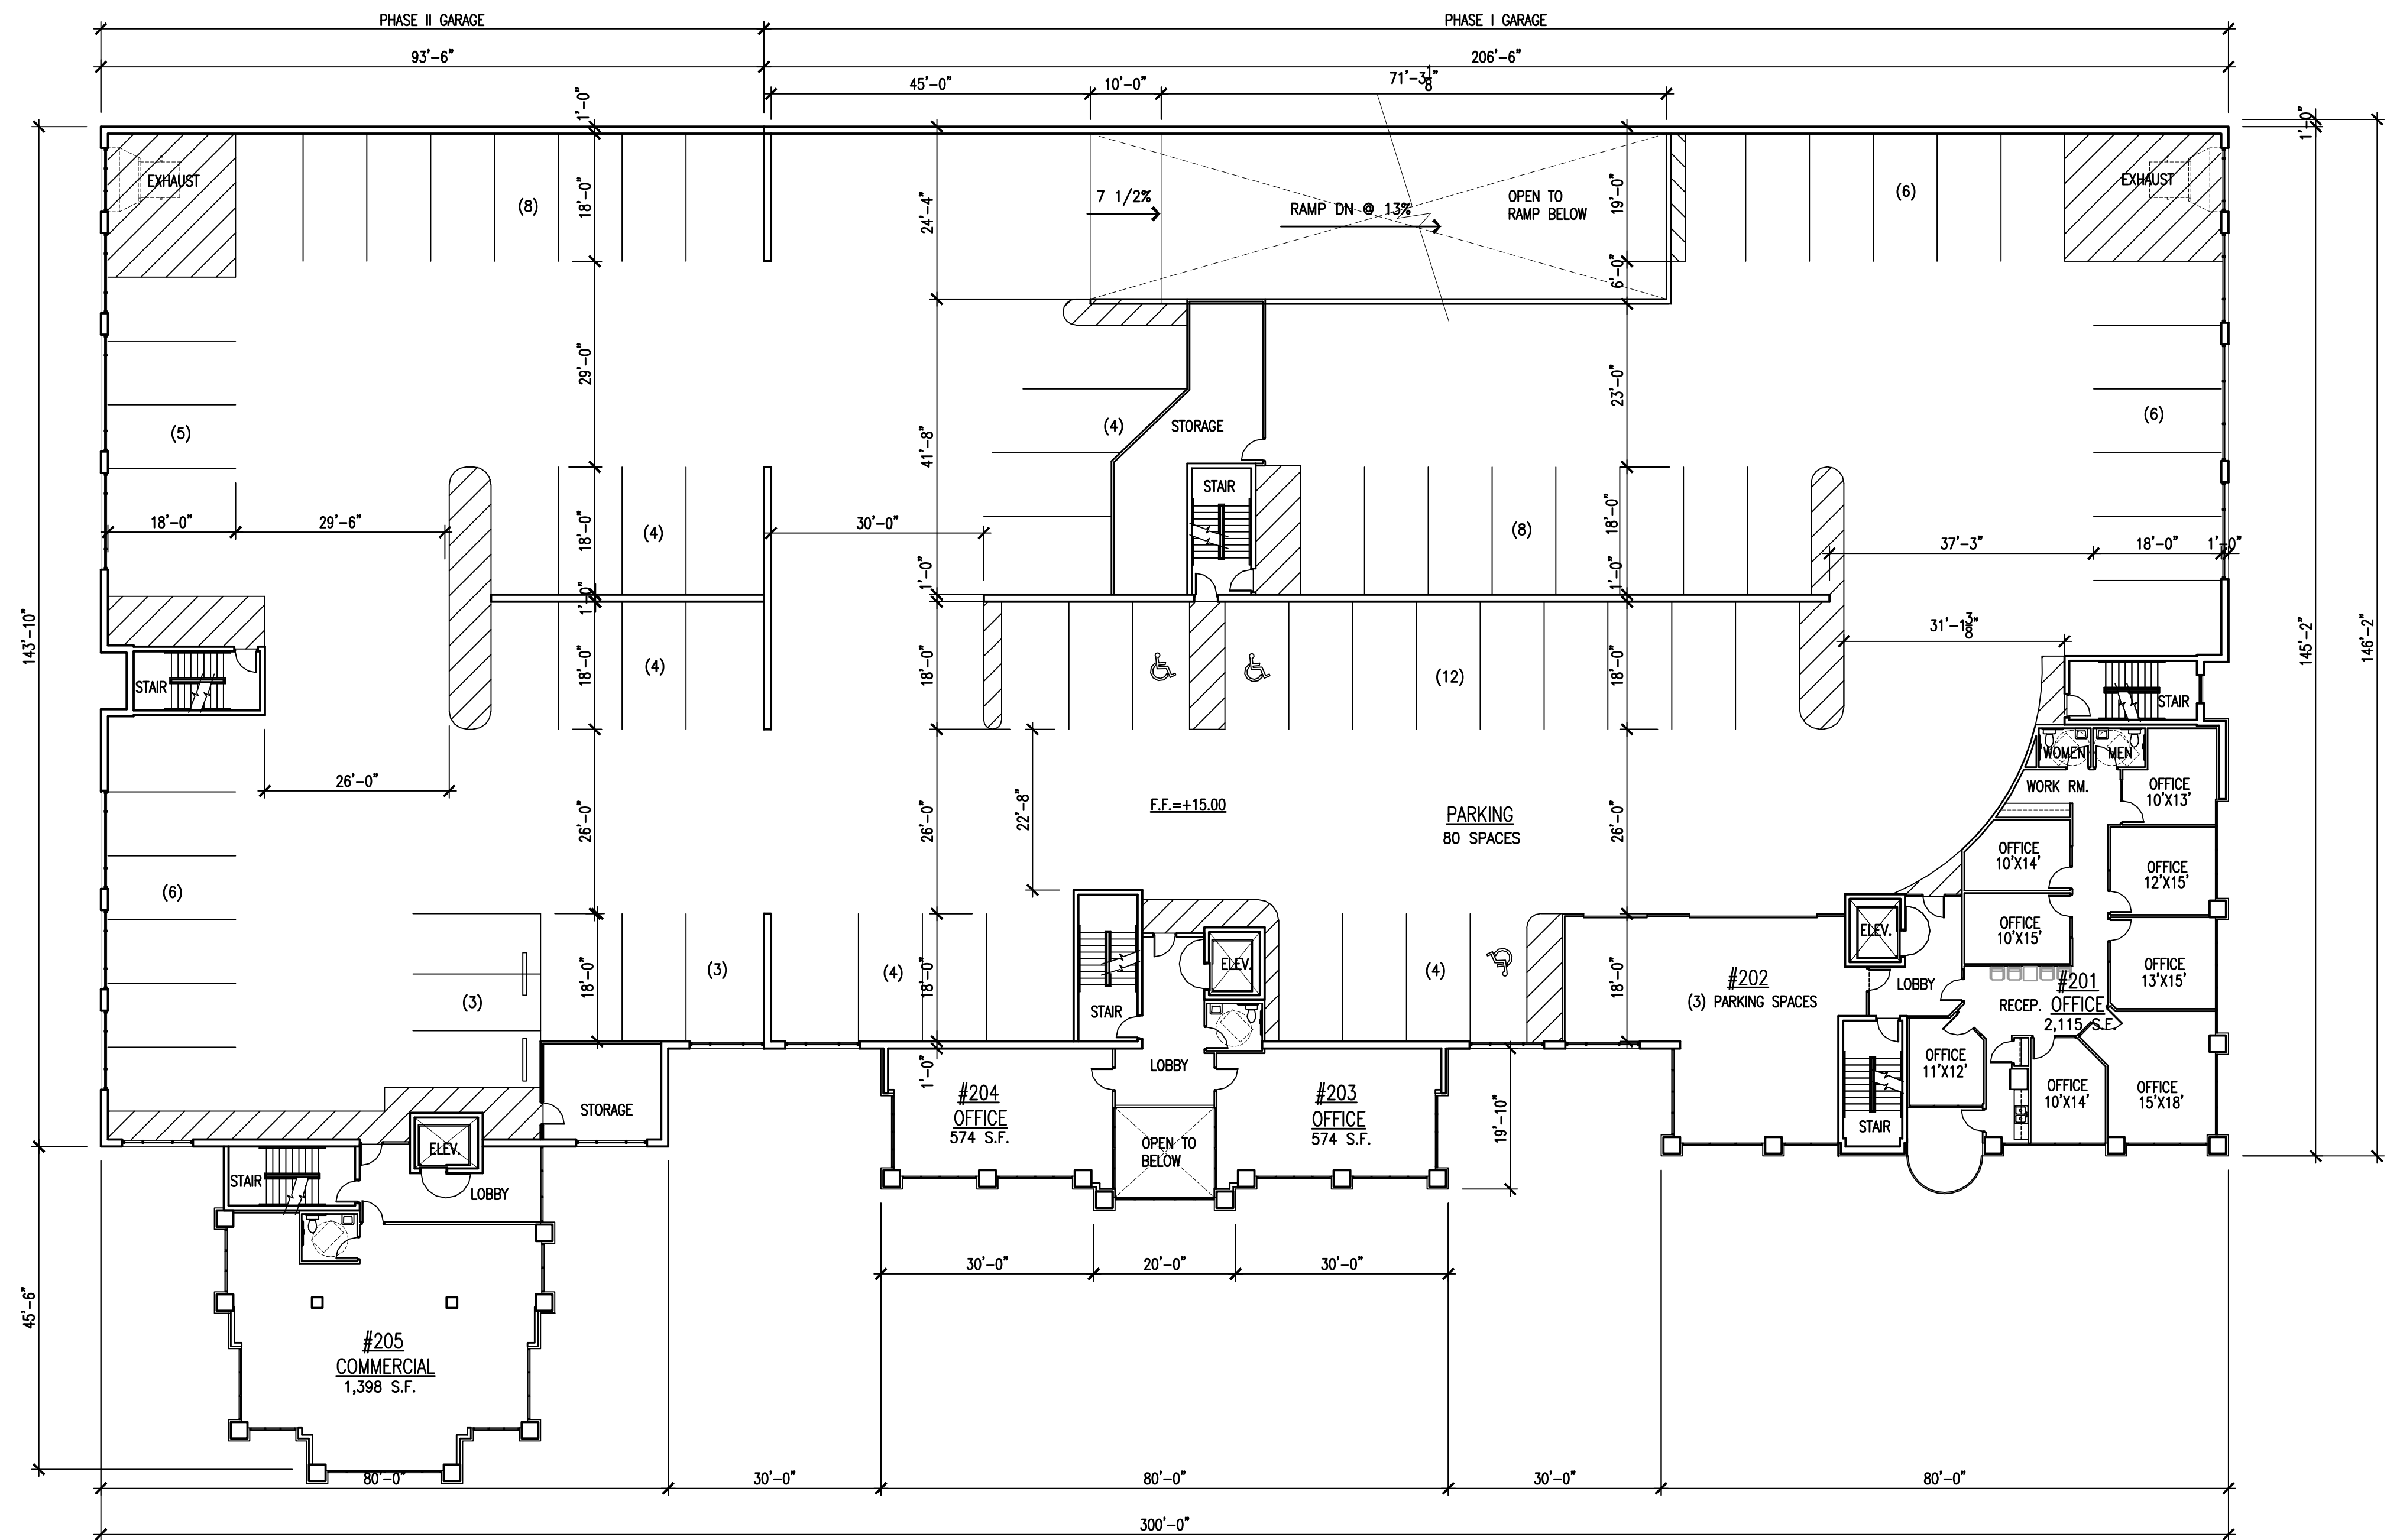 PHASE II GARAGE
PHASE I GARAGE
93'-6"
206'-6"
45'-0"
10'-0"
71'-3 1/8"
1'-0"
1'-0"
EXHAUST
(8)
18'-0"
24'-4"
7 1/2%
RAMP DN @ 13%
OPEN TO
RAMP BELOW
19'-0"
(6)
EXHAUST
6'-0"
29'-0"
23'-0"
(5)
41'-8"
(4)
STORAGE
(6)
STAIR
18'-0"
29'-6"
18'-0"
(4)
30'-0"
(8)
18'-0"
37'-3"
18'-0"
1'-0"
1'-0"
1'-0"
1'-0"
143'-10"
STAIR
18'-0"
(4)
18'-0"
(12)
18'-0"
31'-1 3/8"
STAIR
145'-2"
146'-2"
WOMEN
MEN
26'-0"
26'-0"
26'-0"
22'-8"
F.F.=+15.00
PARKING
80 SPACES
26'-0"
WORK RM.
OFFICE
10'X13'
OFFICE
10'X14'
OFFICE
12'X15'
(6)
ELEV.
OFFICE
10'X15'
(3)
18'-0"
(3)
(4)
18'-0"
STAIR
ELEV.
(4)
18'-0"
#202
(3) PARKING SPACES
LOBBY
RECEP.
#201
OFFICE
2,115 S.F.
OFFICE
13'X15'
STORAGE
1'-0"
#204
OFFICE
574 S.F.
LOBBY
#203
OFFICE
574 S.F.
19'-10"
OFFICE
11'X12'
OFFICE
10'X14'
OFFICE
15'X18'
STAIR
ELEV.
OPEN TO
BELOW
STAIR
LOBBY
30'-0"
20'-0"
30'-0"
45'-6"
#205
COMMERCIAL
1,398 S.F.
80'-0"
30'-0"
80'-0"
30'-0"
80'-0"
300'-0"